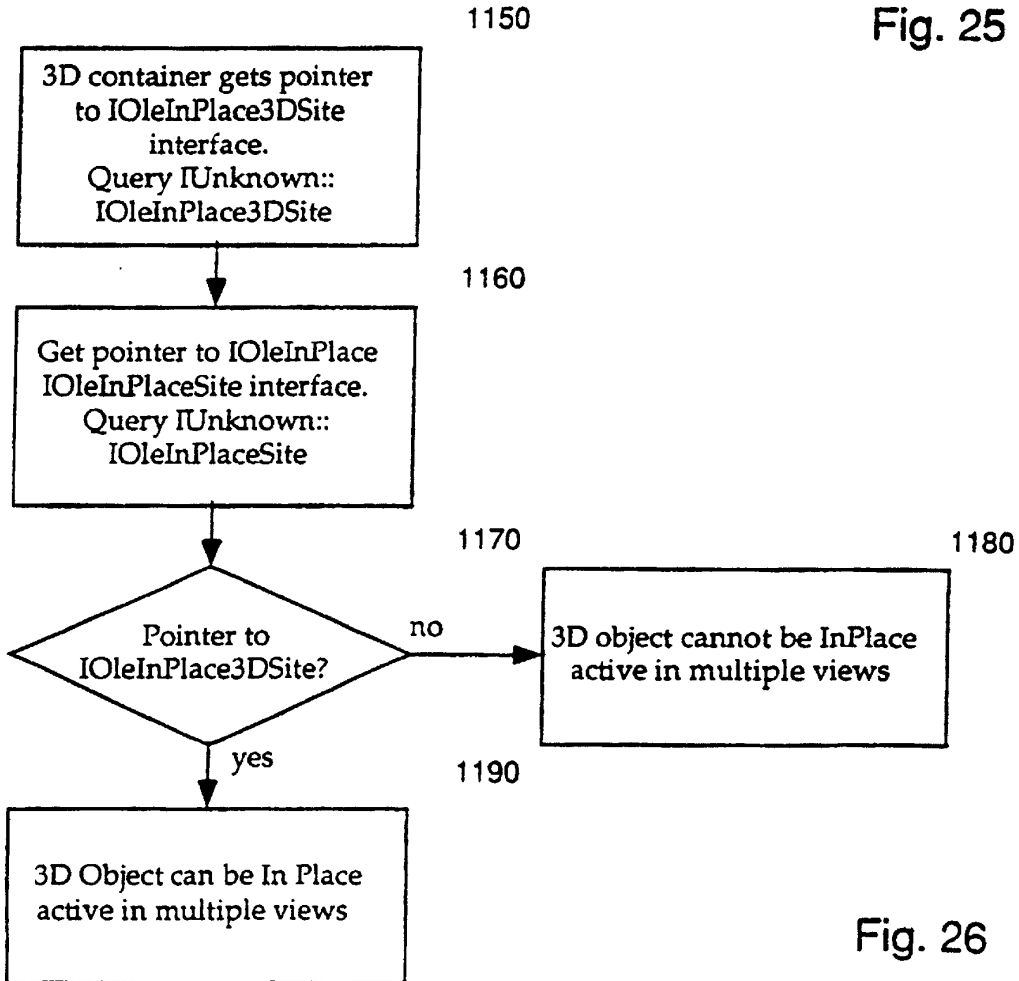 1150
Fig. 25
3D container gets pointer
to IOleInPlace3DSite
interface.
Query IUnknown::
IOleInPlace3DSite
1160
Get pointer to IOleInPlace
IOleInPlaceSite interface.
Query IUnknown::
IOleInPlaceSite
1170
1180
Pointer to
IOleInPlace3DSite?
no
3D object cannot be InPlace
active in multiple views
yes
1190
3D Object can be In Place
active in multiple views
Fig. 26